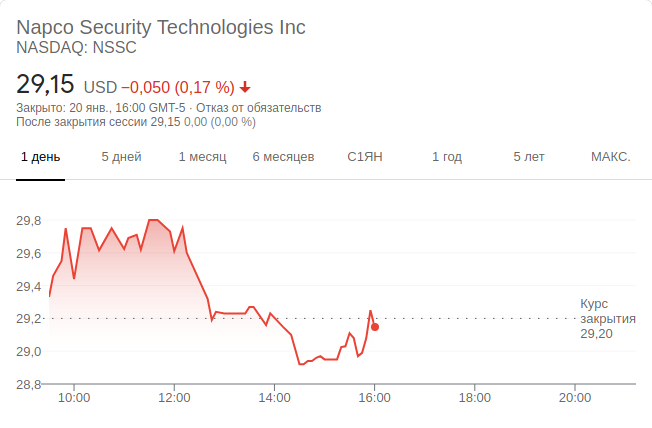 Napco Security Technologies Inc
NASDAQ: NSSC
29,15 USD −0,050 (0,17 %)
Закрыто: 20 янв., 16:00 GMT-5 · Отказ от обязательств
После закрытия сессии 29,15 0,00 (0,00 %)
1 день 5 дней 1 месяц 6 месяцев С1ЯН 1 год 5 лет МАКС.
29,8
29,6
29,4
29,2
29,0
28,8
Курс
закрытия
29,20
10:00 12:00 14:00 16:00 18:00 20:00